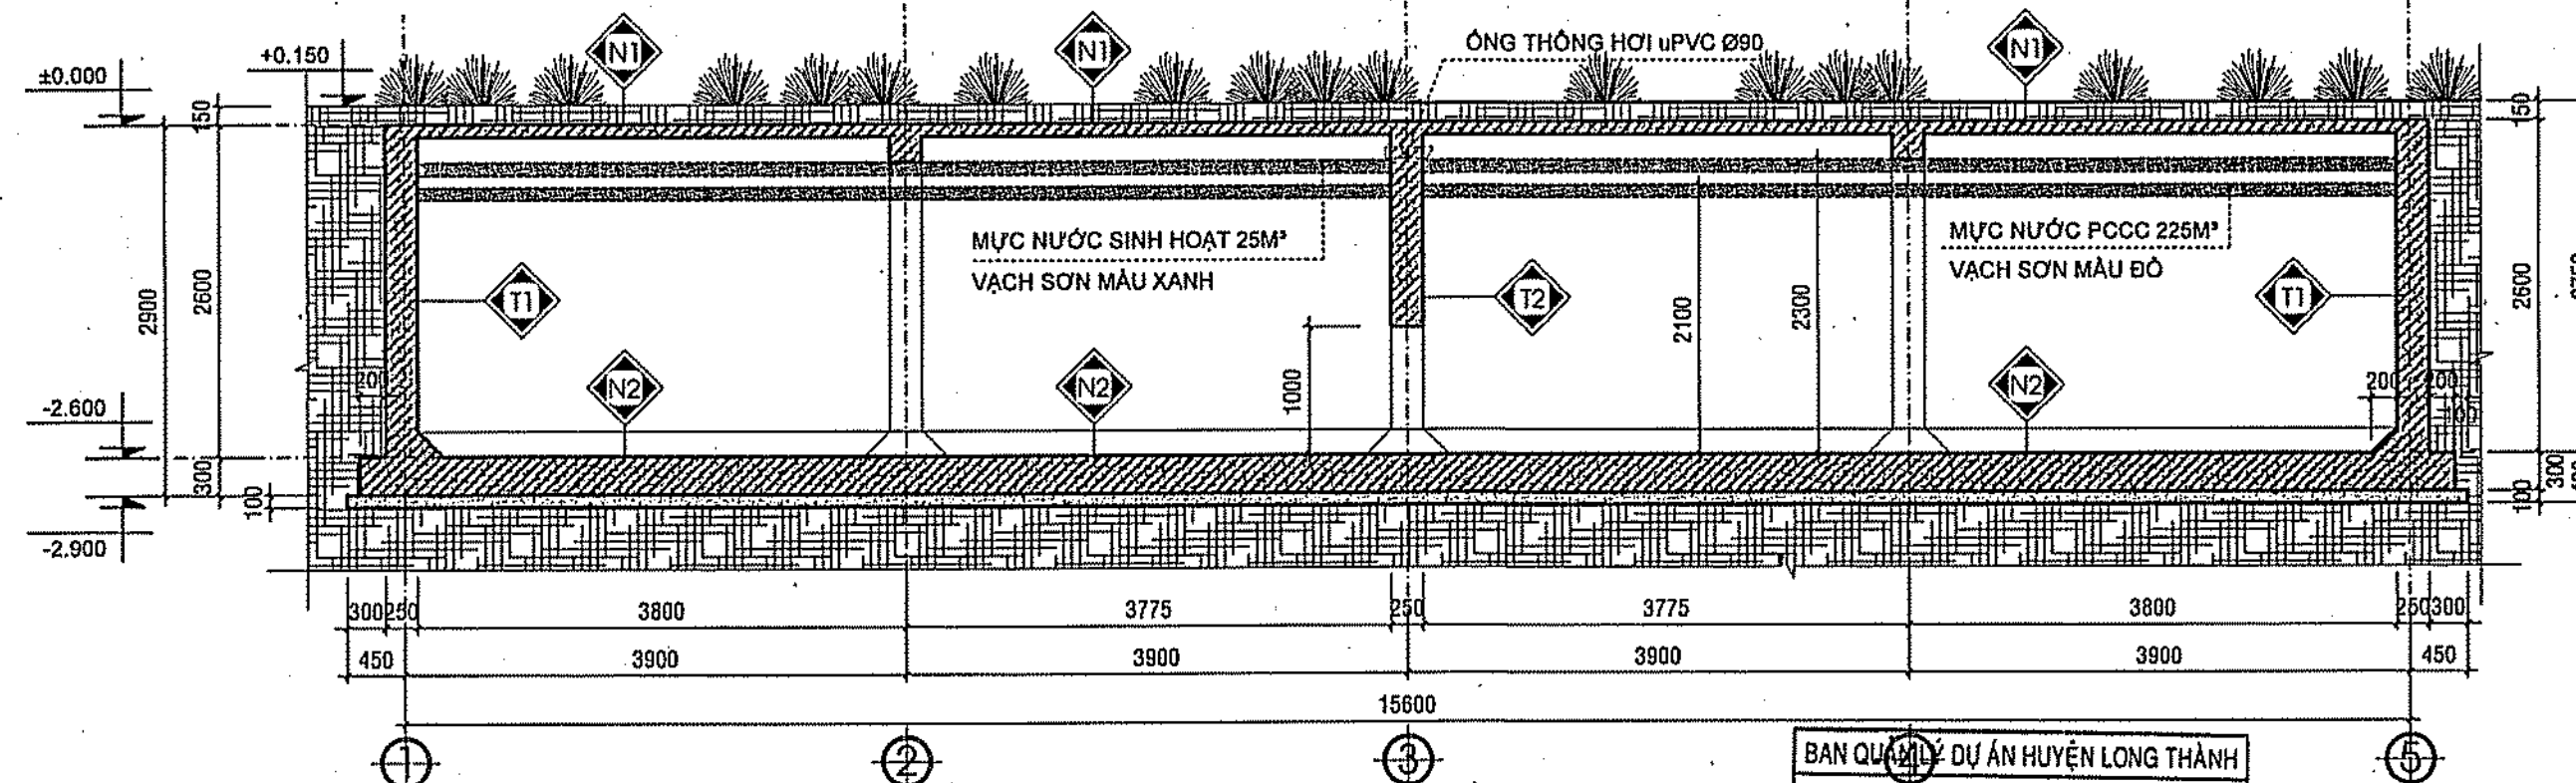 +0.150
±0.000
N1
N1
N1
ỐNG THÔNG HƠI uPVC Ø90
150
150
MỰC NƯỚC SINH HOẠT 25M³
VẠCH SƠN MÀU XANH
MỰC NƯỚC PCCC 225M³
VẠCH SƠN MÀU ĐỎ
2900
2600
T1
T2
T1
2100
2300
2600
1000
200
200
200
100
N2
N2
N2
-2.600
300
100
300
100
-2.900
300
250
3800
3775
250
3775
3800
250
300
450
3900
3900
3900
3900
450
15600
BAN QUẢN LÝ DỰ ÁN HUYỆN LONG THÀNH
1
2
3
4
5